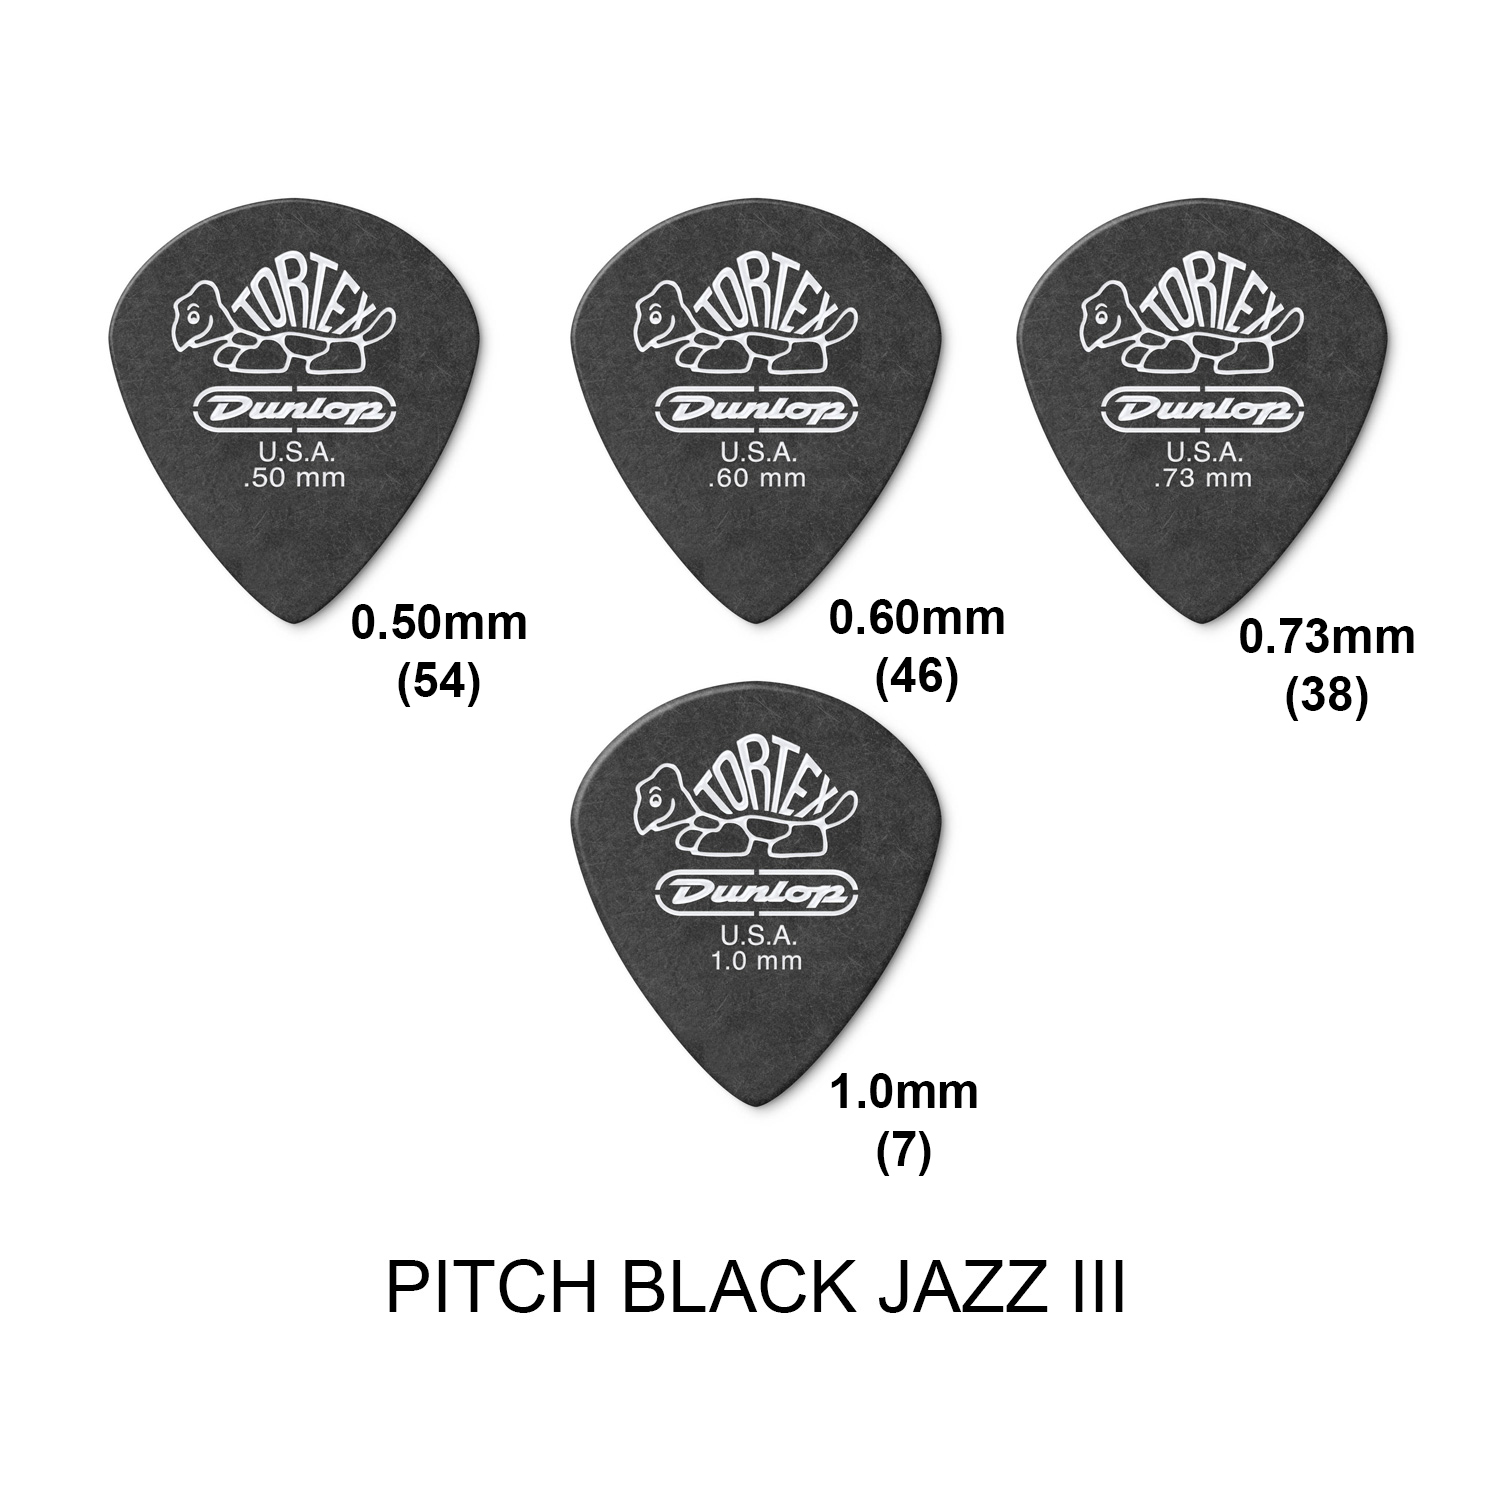 TORTEX
Dunlop
U.S.A.
.50 mm
0.50mm
(54)
TORTEX
Dunlop
U.S.A.
.60 mm
0.60mm
(46)
TORTEX
Dunlop
U.S.A.
.73 mm
0.73mm
(38)
TORTEX
Dunlop
U.S.A.
1.0 mm
1.0mm
(7)
PITCH BLACK JAZZ III